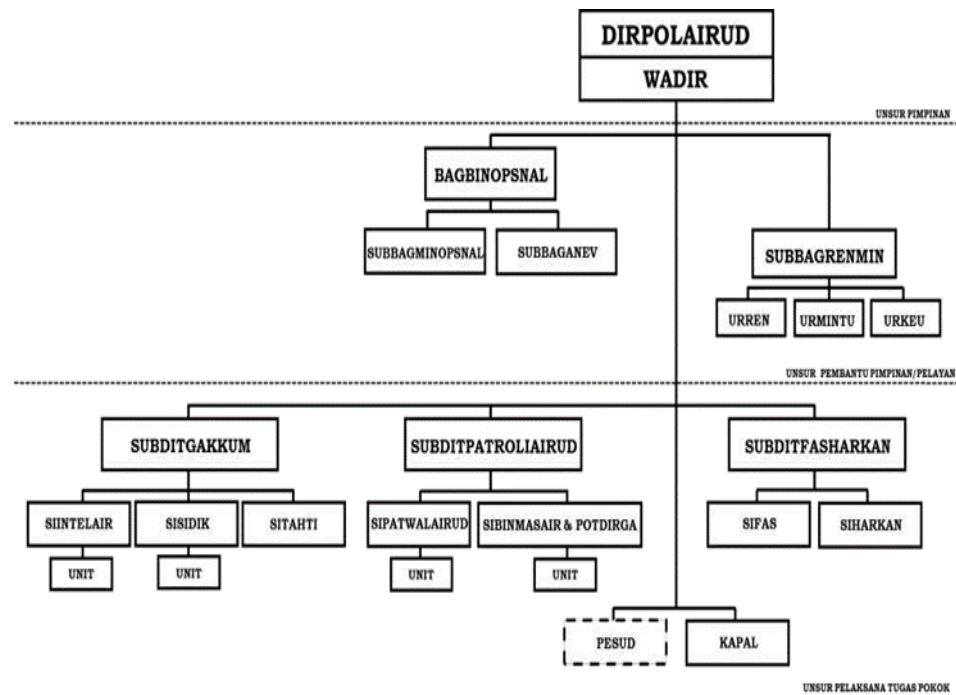 DIRPOLAIRUD
WADIR
UNSUR PIMPINAN
BAGBINOPSNAL
SUBBAGMINOPSNAL
SUBBAGANEV
SUBBAGRENMIN
URREN
URMINTU
URKEU
UNSUR PEMBANTU PIMPINAN/PELAYAN
SUBDITGAKKUM
SUBDITPATROLIAIRUD
SUBDITFASHARKAN
SIINTELAIR
SISIDIK
SITAHTI
SIPATWALAIRUD
SIBINMASAIR & POTDIRGA
SIFAS
SIHARKAN
UNIT
UNIT
UNIT
UNIT
PESUD
KAPAL
UNSUR PELAKSANA TUGAS POKOK